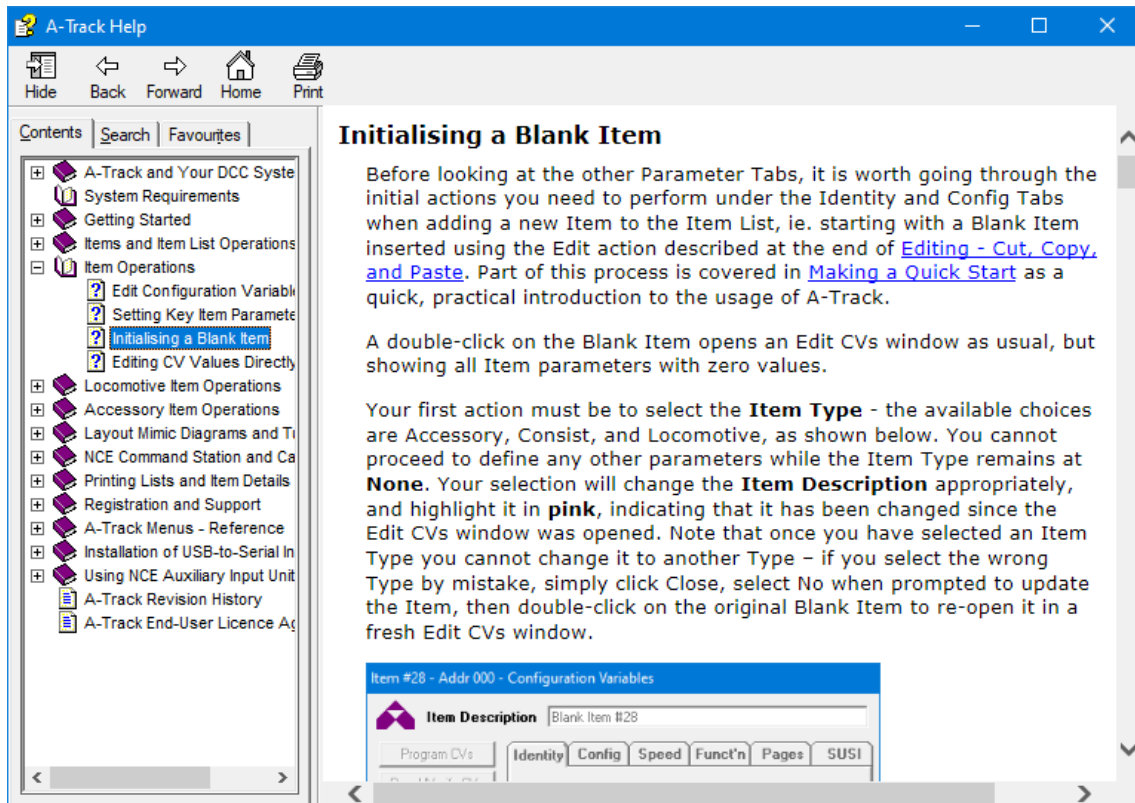 A-Track Help
Hide Back Forward Home Print
Contents Search Favourites
A-Track and Your DCC Syste
System Requirements
Getting Started
Items and Item List Operations
Item Operations
Edit Configuration Variabl
Setting Key Item Paramete
Initialising a Blank Item
Editing CV Values Directly
Locomotive Item Operations
Accessory Item Operations
Layout Mimic Diagrams and T
NCE Command Station and Ca
Printing Lists and Item Details
Registration and Support
A-Track Menus - Reference
Installation of USB-to-Serial In
Using NCE Auxiliary Input Unit
A-Track Revision History
A-Track End-User Licence Ag
Initialising a Blank Item
Before looking at the other Parameter Tabs, it is worth going through the
initial actions you need to perform under the Identity and Config Tabs
when adding a new Item to the Item List, ie. starting with a Blank Item
inserted using the Edit action described at the end of Editing - Cut, Copy,
and Paste. Part of this process is covered in Making a Quick Start as a
quick, practical introduction to the usage of A-Track.
A double-click on the Blank Item opens an Edit CVs window as usual, but
showing all Item parameters with zero values.
Your first action must be to select the Item Type - the available choices
are Accessory, Consist, and Locomotive, as shown below. You cannot
proceed to define any other parameters while the Item Type remains at
None. Your selection will change the Item Description appropriately,
and highlight it in pink, indicating that it has been changed since the
Edit CVs window was opened. Note that once you have selected an Item
Type you cannot change it to another Type – if you select the wrong
Type by mistake, simply click Close, select No when prompted to update
the Item, then double-click on the original Blank Item to re-open it in a
fresh Edit CVs window.
Item #28 - Addr 000 - Configuration Variables
Item Description Blank Item #28
Program CVs Identity Config Speed Funct'n Pages SUSI